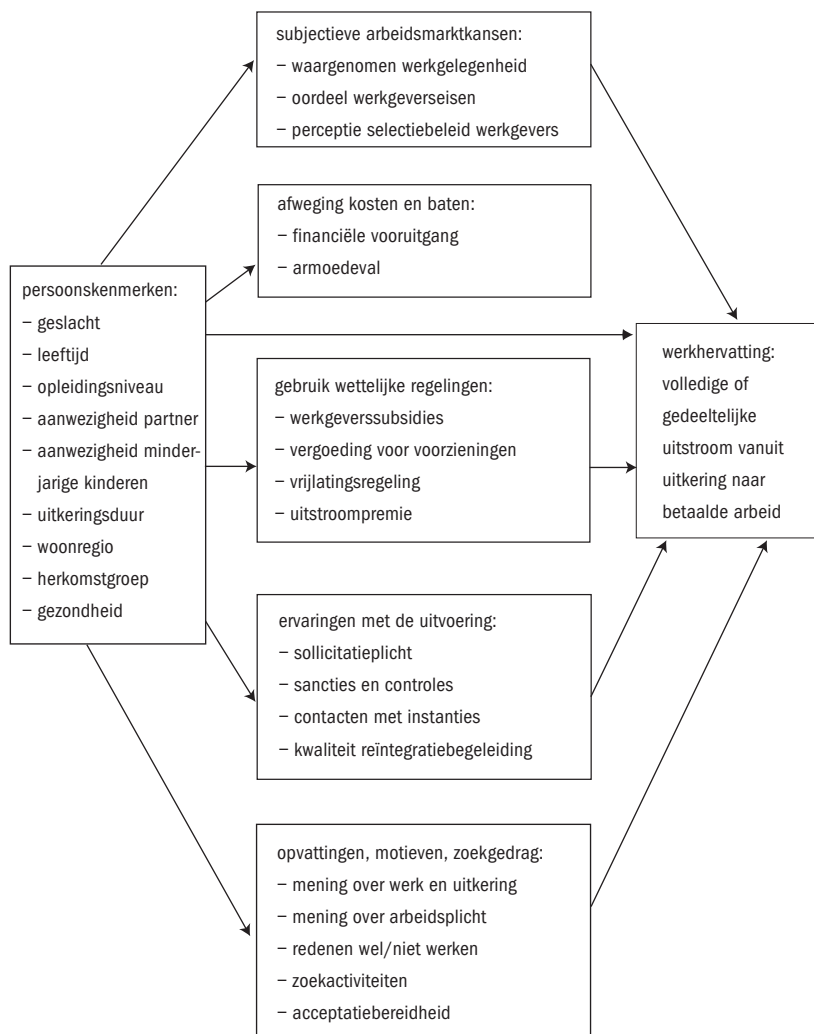 subjectieve arbeidsmarktkansen:
– waargenomen werkgelegenheid
– oordeel werkgeverseisen
– perceptie selectiebeleid werkgevers
afweging kosten en baten:
– financiële vooruitgang
– armoedeval
persoonskenmerken:
– geslacht
– leeftijd
– opleidingsniveau
– aanwezigheid partner
– aanwezigheid minder-
jarige kinderen
– uitkeringsduur
– woonregio
– herkomstgroep
– gezondheid
gebruik wettelijke regelingen:
– werkgeverssubsidies
– vergoeding voor voorzieningen
– vrijlatingsregeling
– uitstroompremie
werkhervatting:
volledige of
gedeeltelijke
uitstroom vanuit
uitkering naar
betaalde arbeid
ervaringen met de uitvoering:
– sollicitatieplicht
– sancties en controles
– contacten met instanties
– kwaliteit reïntegratiebegeleiding
opvattingen, motieven, zoekgedrag:
– mening over werk en uitkering
– mening over arbeidsplicht
– redenen wel/niet werken
– zoekactiviteiten
– acceptatiebereidheid